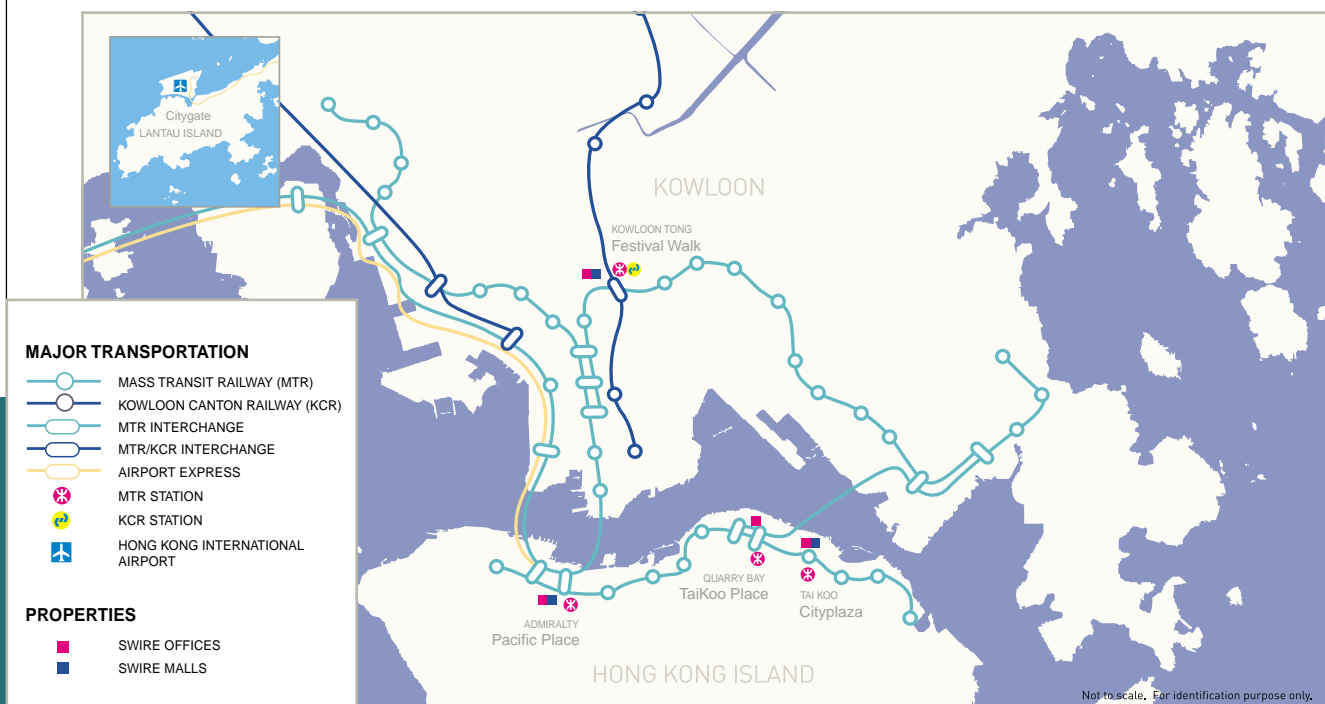 Citygate
LANTAU ISLAND
KOWLOON
KOWLOON TONG
Festival Walk
MAJOR TRANSPORTATION
MASS TRANSIT RAILWAY (MTR)
KOWLOON CANTON RAILWAY (KCR)
MTR INTERCHANGE
MTR/KCR INTERCHANGE
AIRPORT EXPRESS
MTR STATION
KCR STATION
HONG KONG INTERNATIONAL
AIRPORT
PROPERTIES
SWIRE OFFICES
SWIRE MALLS
QUARRY BAY
TaiKoo Place
TAI KOO
Cityplaza
ADMIRALTY
Pacific Place
HONG KONG ISLAND
Not to scale. For identification purpose only.